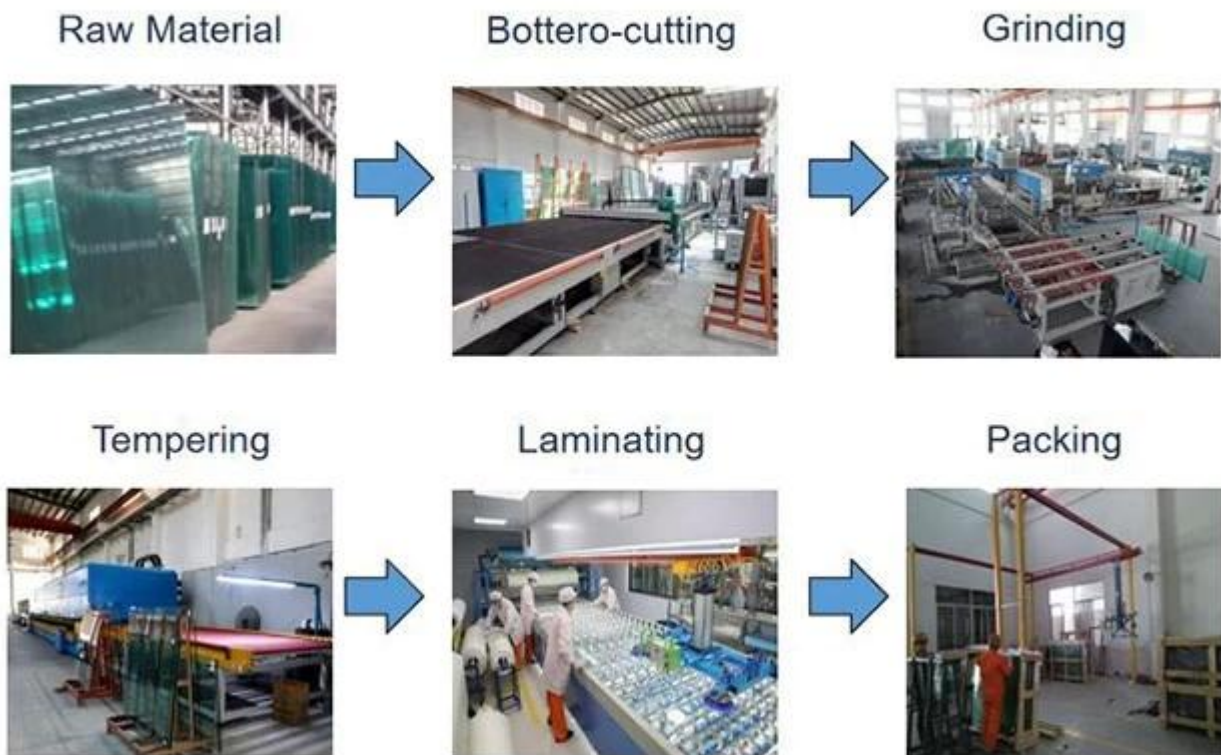 Raw Material
Bottero-cutting
Grinding
Tempering
Laminating
Packing